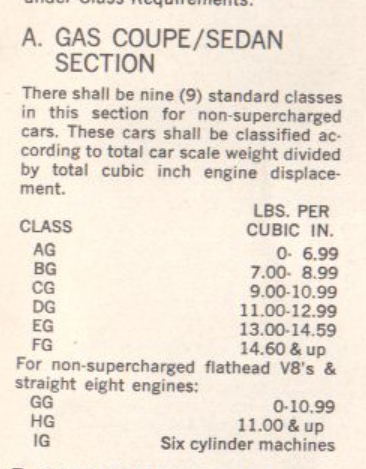 under Class Requirements.
A. GAS COUPE/SEDAN
SECTION
There shall be nine (9) standard classes
in this section for non-supercharged
cars. These cars shall be classified ac-
cording to total car scale weight divided
by total cubic inch engine displace-
ment.
LBS. PER
CLASS CUBIC IN.
AG 0- 6.99
BG 7.00- 8.99
CG 9.00-10.99
DG 11.00-12.99
EG 13.00-14.59
FG 14.60 & up
For non-supercharged flathead V8's &
straight eight engines:
GG 0-10.99
HG 11.00 & up
IG Six cylinder machines